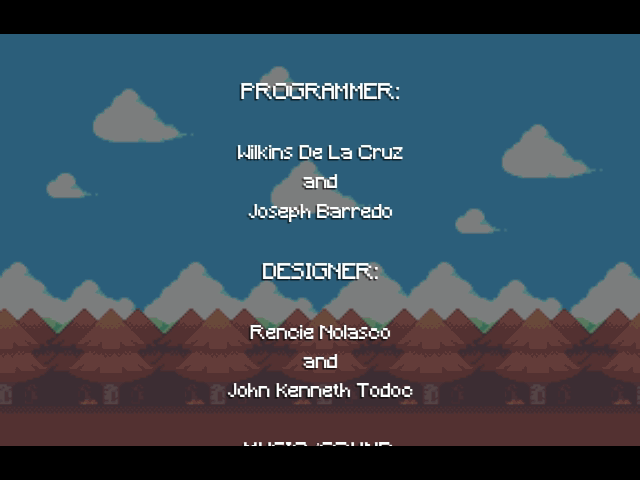 PROGRAMMER:
Wilkins De La Cruz
and
Joseph Barredo
DESIGNER:
Rencie Nolasco
and
John Kenneth Todoc